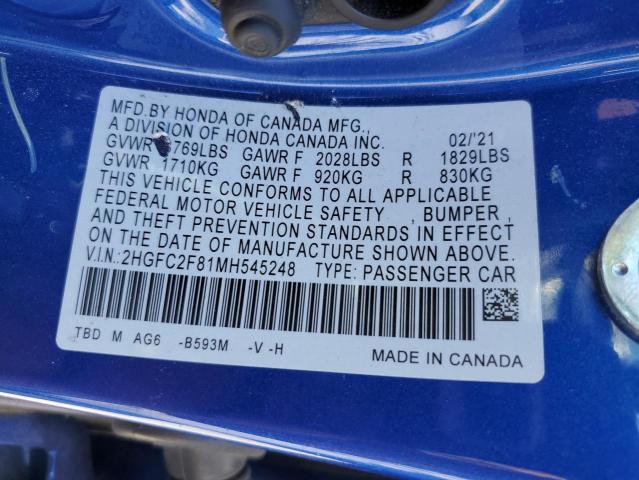 MFD.BY HONDA OF CANADA MFG.,
A DIVISION OF HONDA CANADA INC. 02/'21
GVWR 769LBS GAWR F 2028LBS R 1829LBS
GVWR 1710KG GAWR F 920KG R 830KG
THIS VEHICLE CONFORMS TO ALL APPLICABLE
FEDERAL MOTOR VEHICLE SAFETY , BUMPER ,
AND THEFT PREVENTION STANDARDS IN EFFECT
ON THE DATE OF MANUFACTURE SHOWN ABOVE.
V.I.N.:2HGFC2F81MH545248 TYPE:PASSENGER CAR
TBD M AG6 -B593M -V -H
MADE IN CANADA